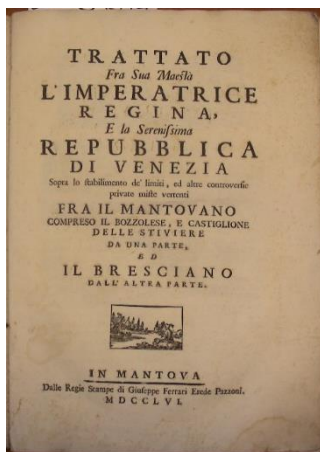 TRATTATO
Fra Sua Maestà
L'IMPERATRICE
REGINA,
E la Serenissima
REPUBBLICA
DI VENEZIA
Sopra lo stabilimento de' limiti, ed altre controversie
private miste vertenti
FRA IL MANTOVANO
COMPRESO IL BOZZOLESE, E CASTIGLIONE
DELLE STIVIERE
DA UNA PARTE,
ED
IL BRESCIANO
DALL'ALTRA PARTE.
IN MANTOVA
Dalle Regie Stampe di Giuseppe Ferrari Erede Pazzoni.
MDCCLVI.